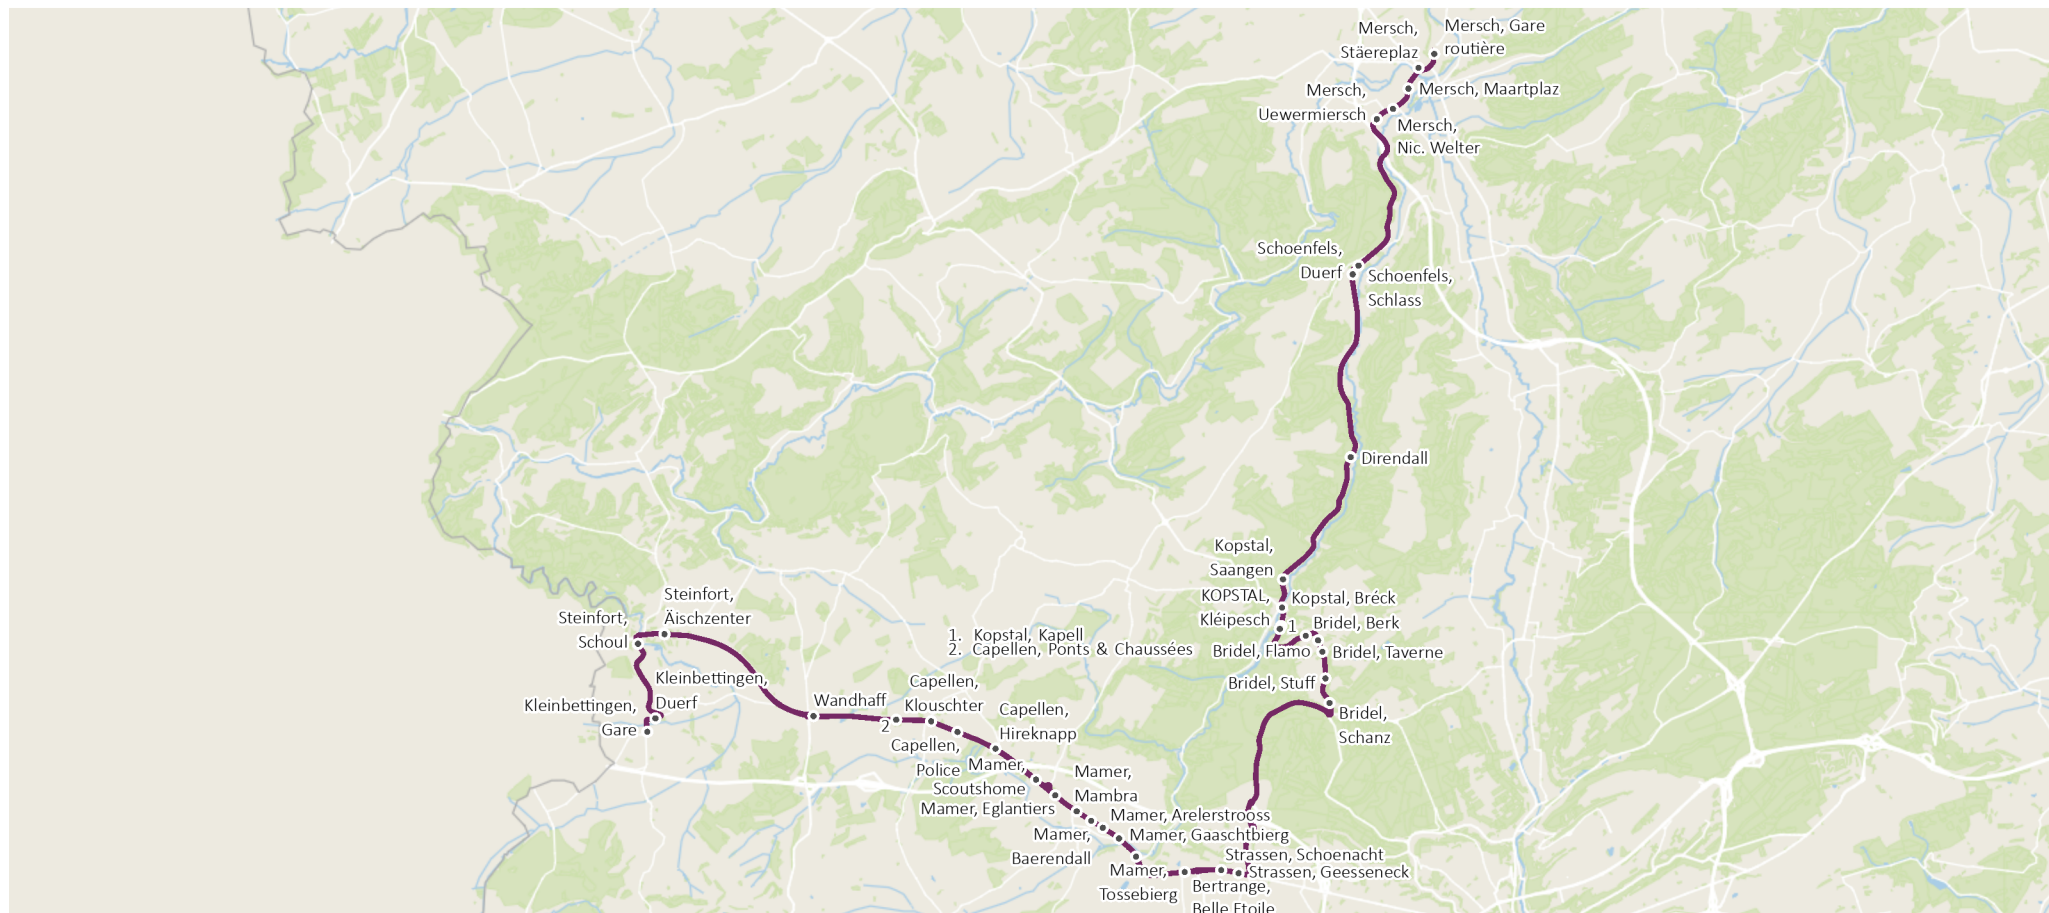 Mersch,
Stäereplaz
Mersch, Gare
routière
Mersch, Maartplaz
Mersch,
Uewermiersch
Mersch,
Nic. Welter
Schoenfels,
Duerf
Schoenfels,
Schlass
Direndall
Kopstal,
Saangen
KOPSTAL,
Kléipesch
Kopstal, Bréck
1
Bridel, Berk
1. Kopstal, Kapell
2. Capellen, Ponts & Chaussées
Bridel, Flamo
Bridel, Taverne
Bridel, Stuff
Bridel,
Schanz
Steinfort,
Äischzenter
Steinfort,
Schoul
Kleinbettingen,
Duerf
Kleinbettingen,
Gare
Wandhaff
2
Capellen,
Klouschter
Capellen,
Hireknapp
Capellen,
Police
Mamer,
Scoutshome
Mamer,
Mambra
Mamer, Eglantiers
Mamer, Arelerstrooss
Mamer, Gaaschtbierg
Mamer,
Baerendall
Strassen, Schoenacht
Mamer,
Tossebierg
Strassen, Geesseneck
Bertrange,
Belle Etoile